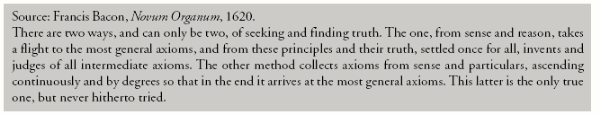 Source: Francis Bacon, Novum Organum, 1620.
There are two ways, and can only be two, of seeking and finding truth. The one, from sense and reason, takes
a flight to the most general axioms, and from these principles and their truth, settled once for all, invents and
judges of all intermediate axioms. The other method collects axioms from sense and particulars, ascending
continuously and by degrees so that in the end it arrives at the most general axioms. This latter is the only true
one, but never hitherto tried.